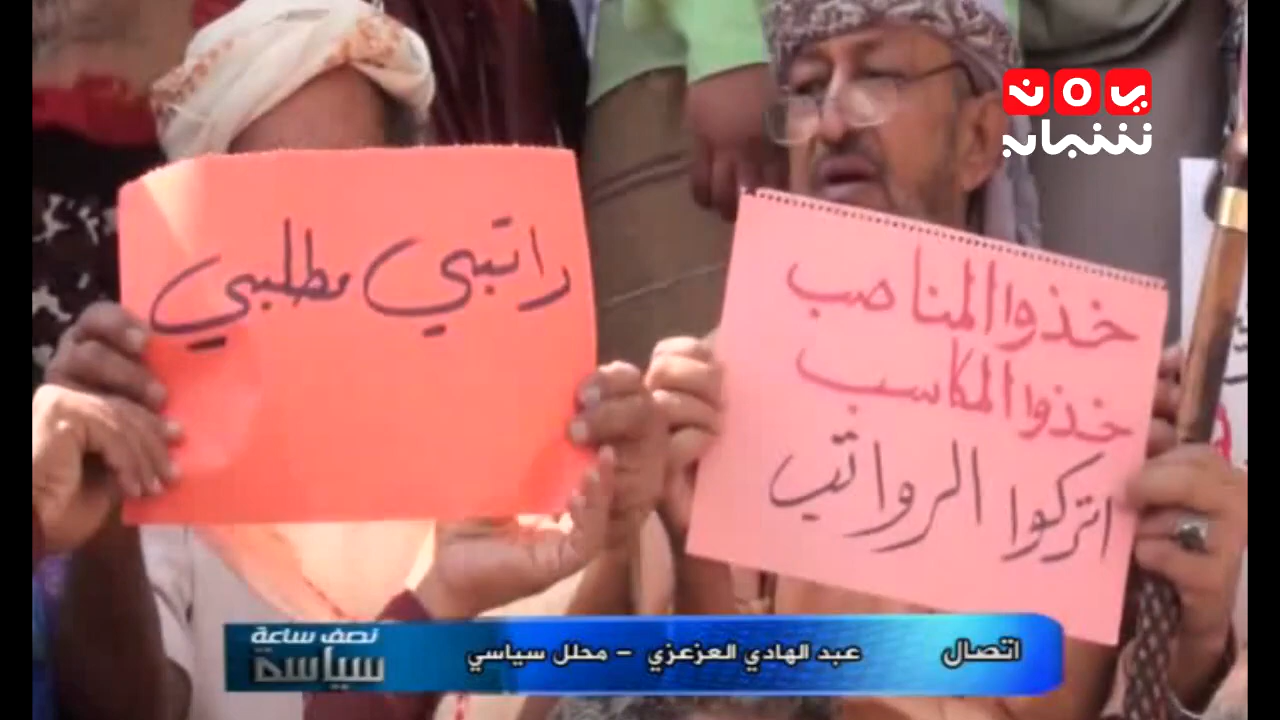 يمن
شباب
راتبي مطلبي
خذوا المناصب
خذوا المكاسب
اتركوا الرواتب
اتصال عبد الهادي العزعزي – محلل سياسي
نصف ساعة
سياسة